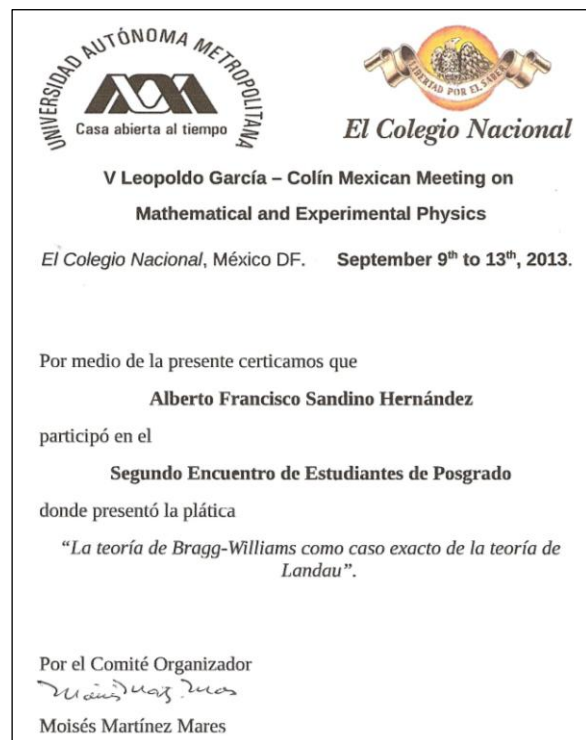 UNIVERSIDAD AUTÓNOMA METROPOLITANA
Casa abierta al tiempo
LIBERTAD POR EL SABER
El Colegio Nacional
V Leopoldo García – Colín Mexican Meeting on
Mathematical and Experimental Physics
El Colegio Nacional, México DF. September 9th to 13th, 2013.
Por medio de la presente certicamos que
Alberto Francisco Sandino Hernández
participó en el
Segundo Encuentro de Estudiantes de Posgrado
donde presentó la plática
“La teoría de Bragg-Williams como caso exacto de la teoría de
Landau”.
Por el Comité Organizador
Moisés Martínez Mares